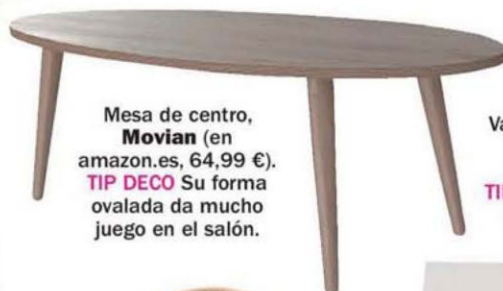 Mesa de centro,
Movian (en
amazon.es, 64,99 €).
TIP DECO Su forma
ovalada da mucho
juego en el salón.